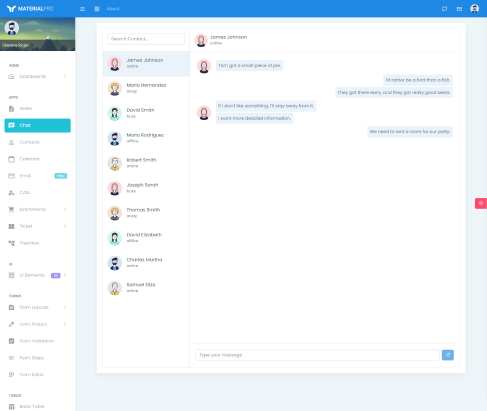 MATERIALPRO
About
Steave Rojer
HOME
Dashboards
APPS
Notes
Chat
Contacts
Calendar
Email
CASL
Ecommerce
Ticket
TreeView
UI
UI Elements
FORMS
Form Layouts
Form Pickers
Form Validation
Form Steps
Form Editor
TABLES
Basic Table
Search Contact...
James Johnson
online
Maria Hernandez
away
David Smith
busy
Maria Rodriguez
offline
Robert Smith
online
Joseph Sarah
busy
Thomas Smith
away
David Elizabeth
offline
Charles Martha
online
Samuel Eliza
online
James Johnson
online
Tom got a small piece of pie.
I'd rather be a bird than a fish.
They got there early, and they got really good seats.
If I don't like something, I'll stay away from it.
I want more detailed information.
We need to rent a room for our party.
Type your message